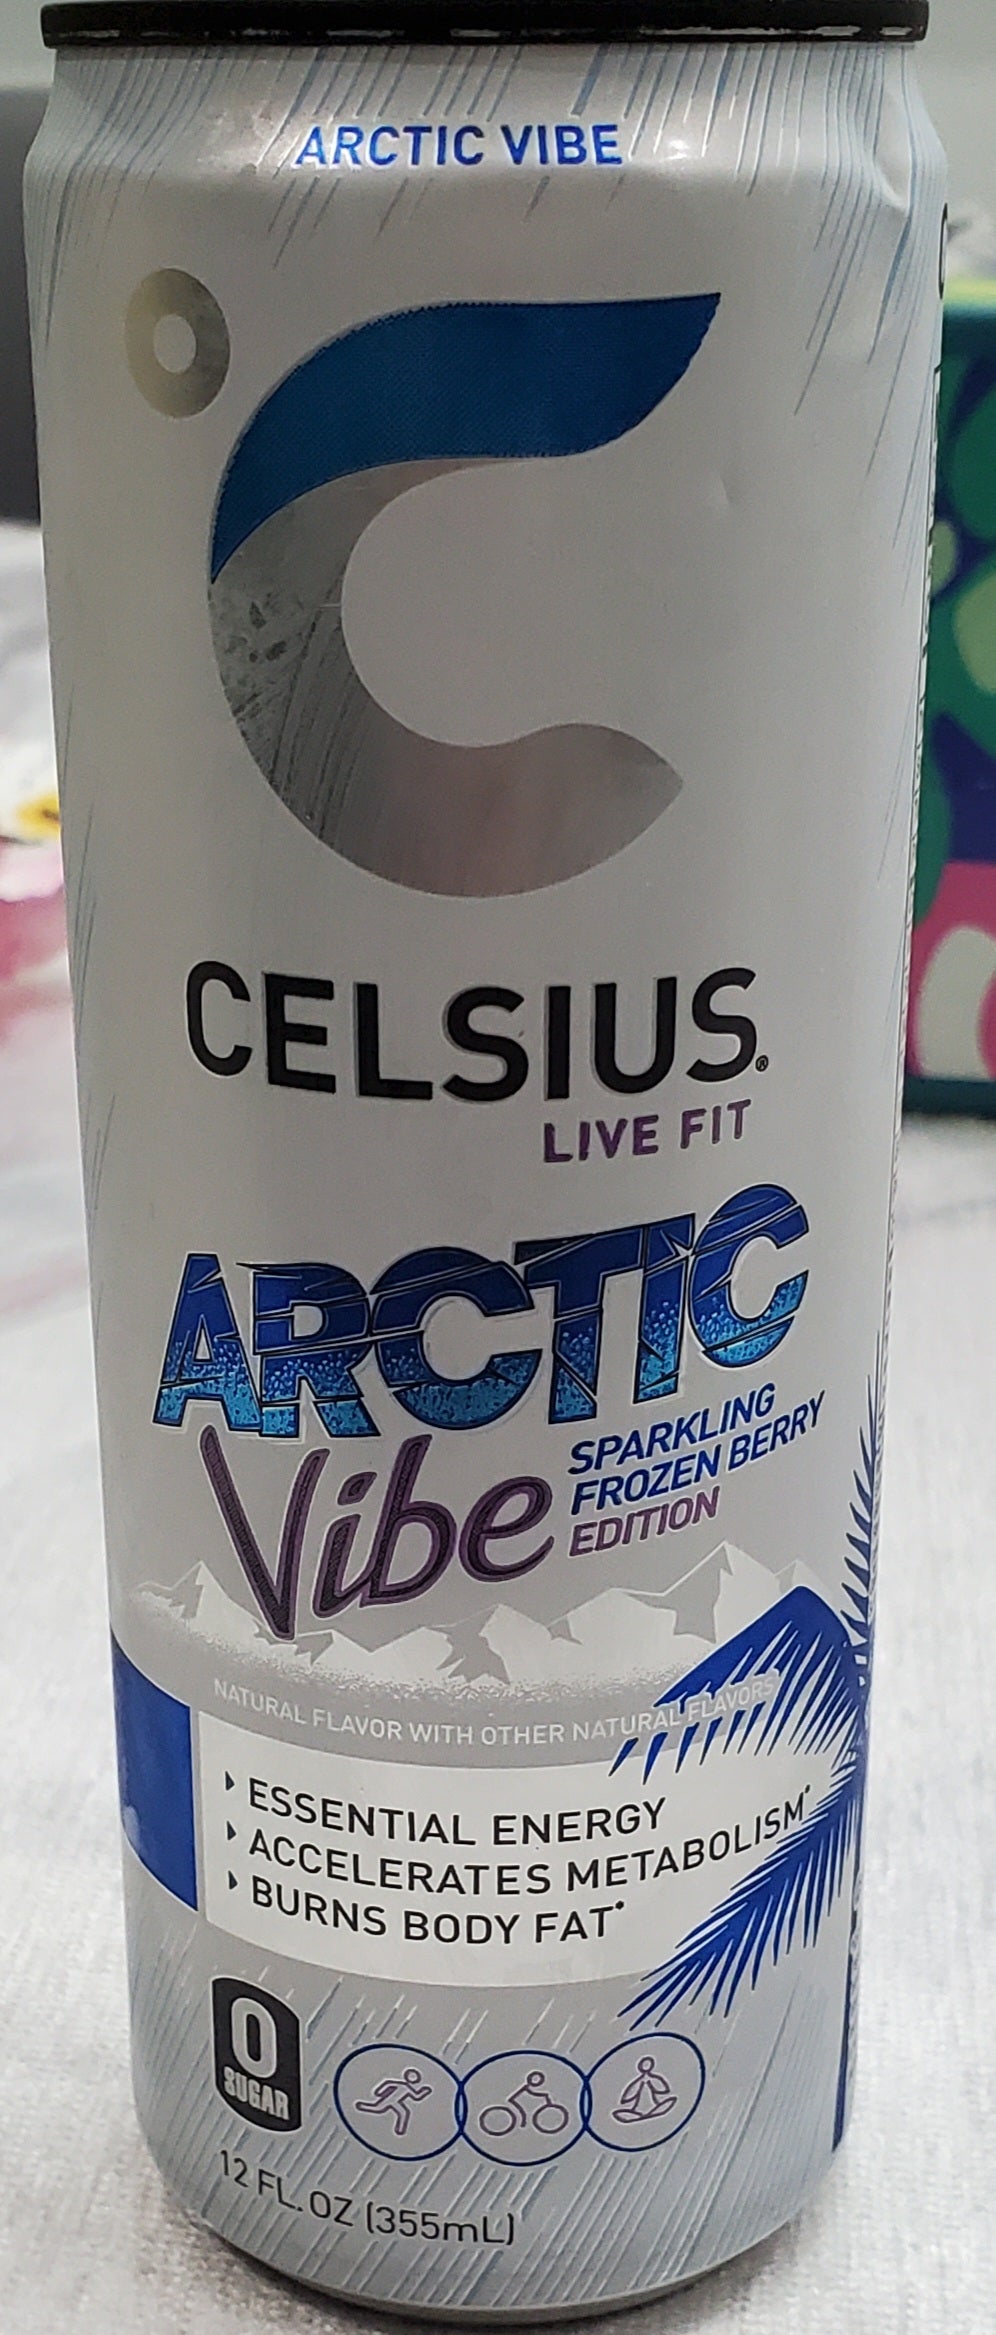 ARCTIC VIBE
CELSIUS®
LIVE FIT
ARCTIC
Vibe
SPARKLING
FROZEN BERRY
EDITION
NATURAL FLAVOR WITH OTHER NATURAL FLAVORS
ESSENTIAL ENERGY
ACCELERATES METABOLISM*
BURNS BODY FAT*
0
SUGAR
12 FL. OZ (355mL)